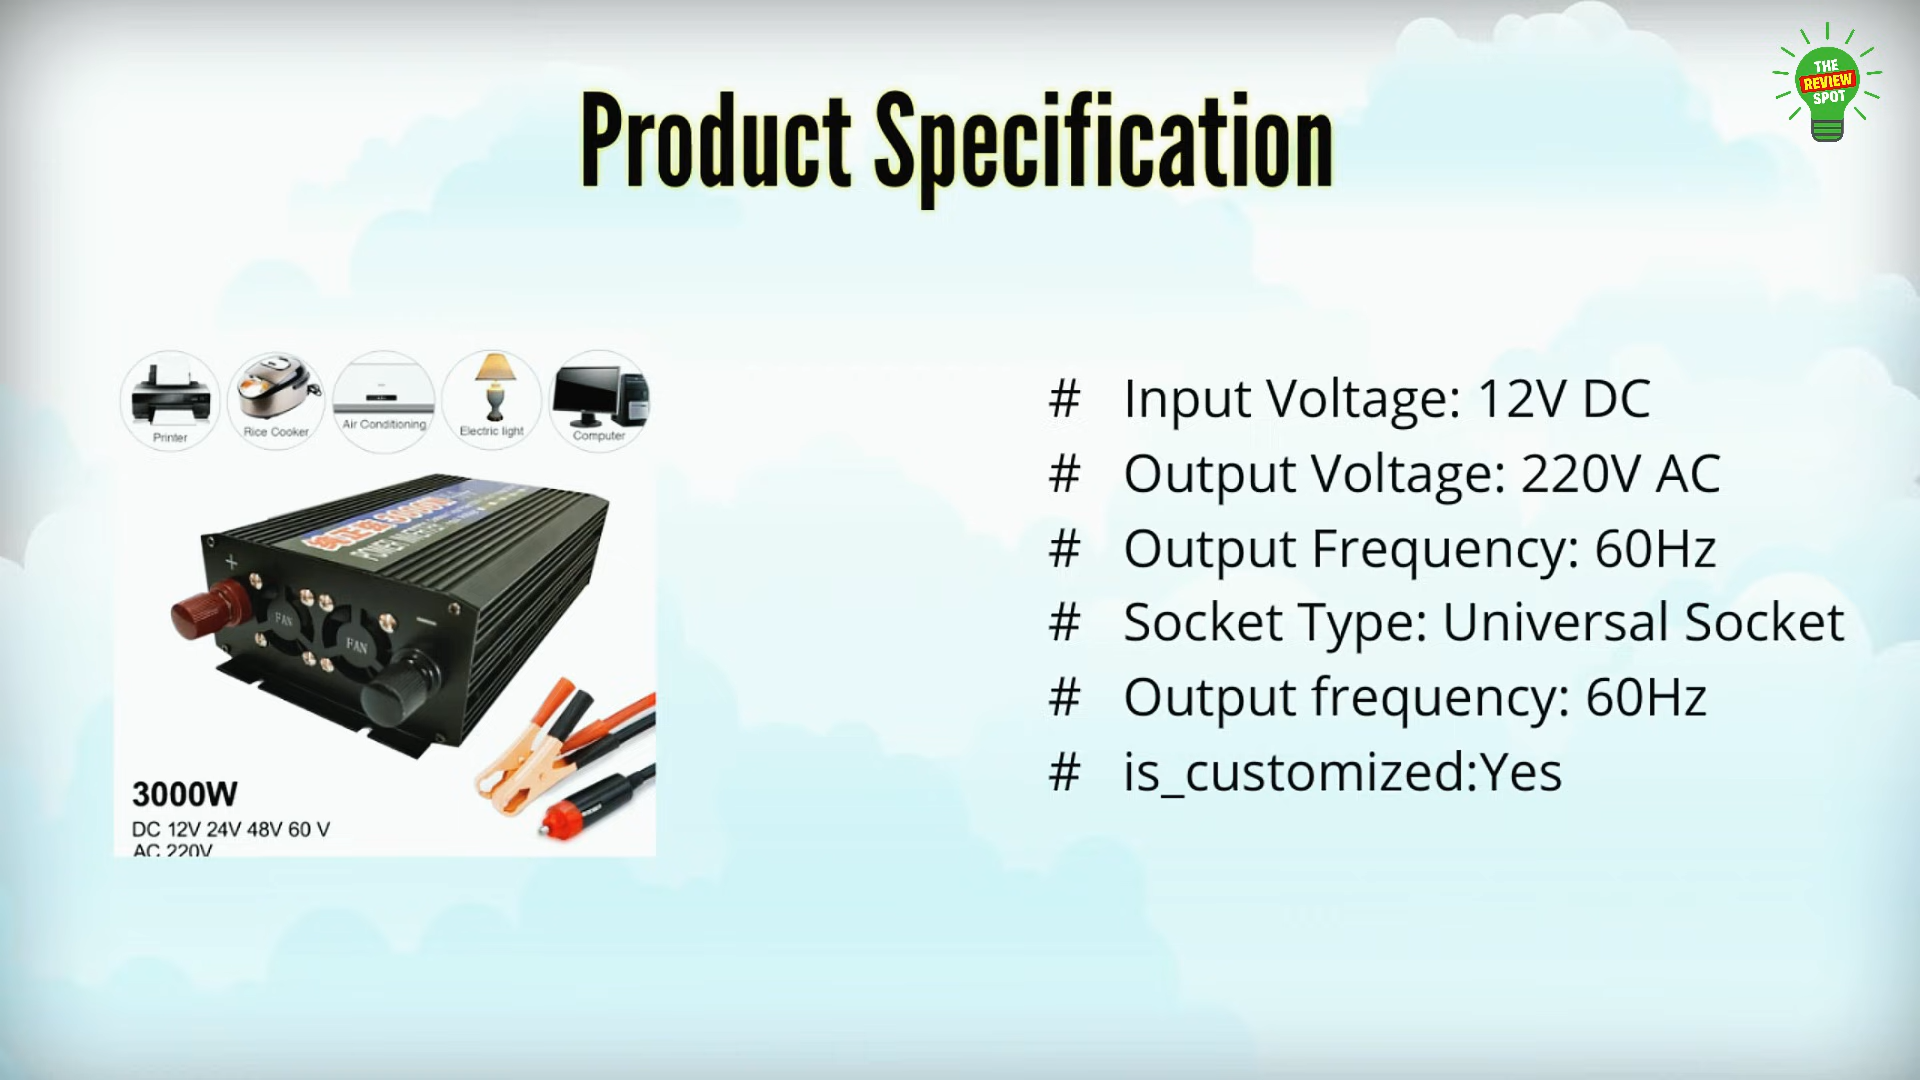 THE
REVIEW
SPOT
Product Specification
Printer
Rice Cooker
Air Conditioning
Electric light
Computer
# Input Voltage: 12V DC
# Output Voltage: 220V AC
# Output Frequency: 60Hz
# Socket Type: Universal Socket
# Output frequency: 60Hz
# is_customized:Yes
POWER INVERTER
+
FAN
FAN
3000W
DC 12V 24V 48V 60 V
AC 220V